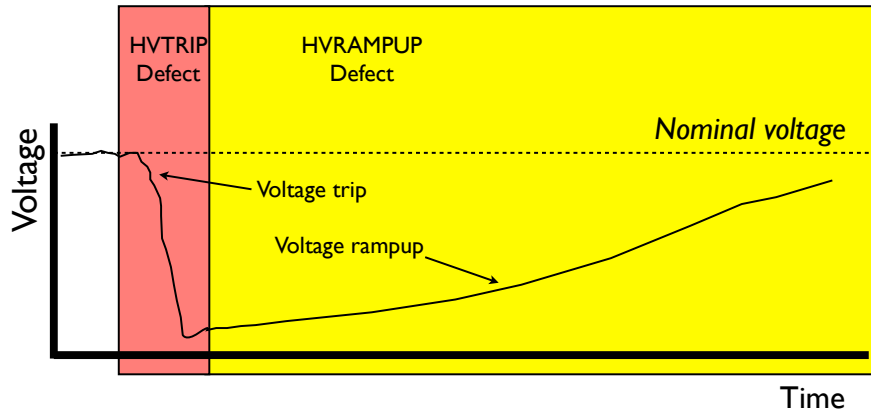 HVTRIP
Defect
HVRAMPUP
Defect
Nominal voltage
Voltage
Voltage trip
Voltage rampup
Time